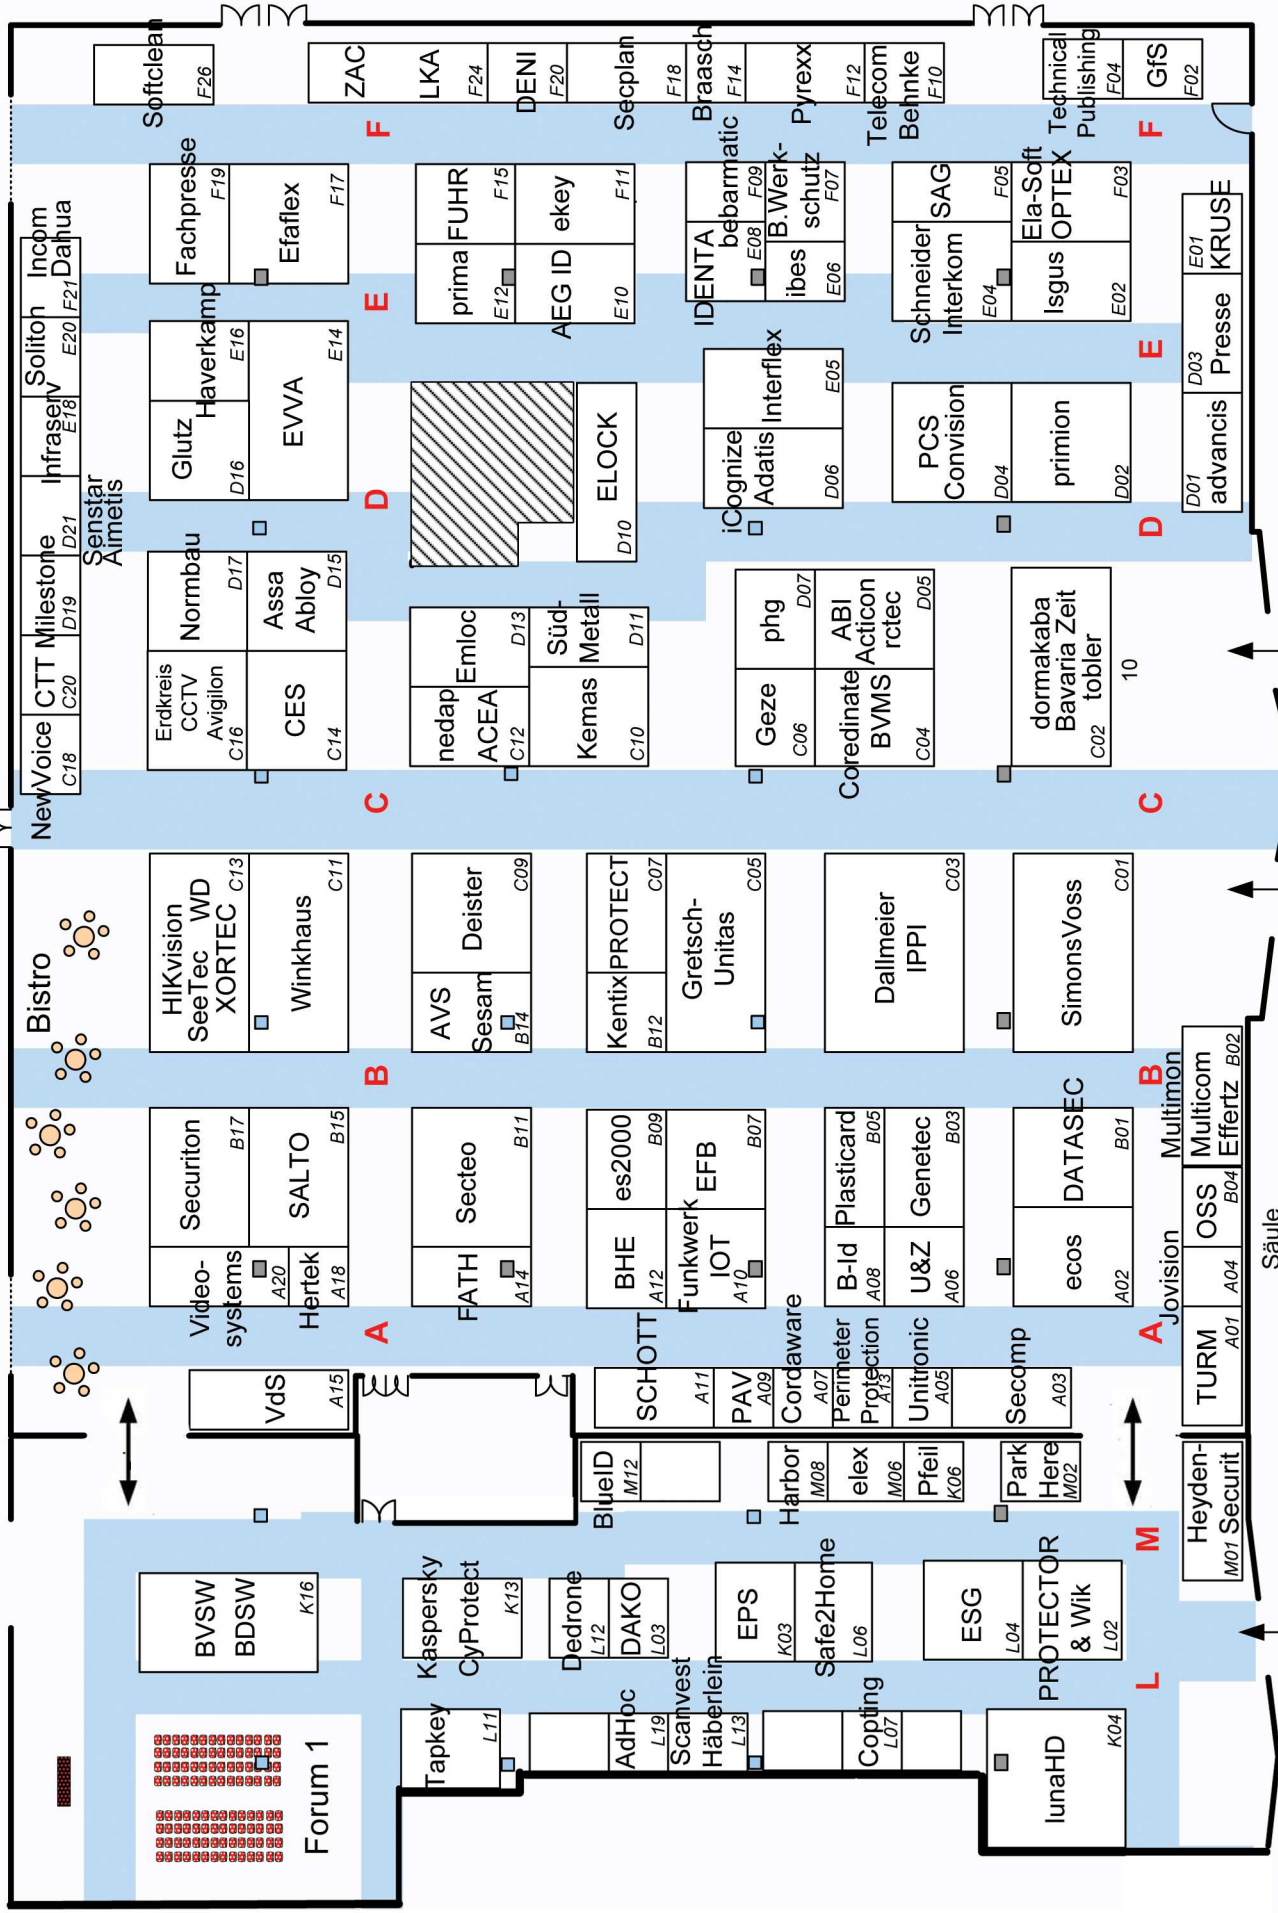 Softclean
F26
ZAC
LKA
F24
DENI
F20
Secplan
F18
Braasch
F14
Pyrexx
F12
Telecom
Behnke
F10
Technical
Publishing
F04
GfS
F02
F
F
Fachpresse
F19
Efaflex
F17
FUHR
F15
prima
E12
ekey
F11
AEG ID
E10
bebarmatic
F09
IDENTA
E08
B.Werk-
schutz
F07
ibes
E06
SAG
F05
Schneider
Interkom
E04
Ela-Soft
OPTEX
F03
Isgus
E02
E01
KRUSE
D03
Presse
D01
advancis
Incom
Dahua
F21
Soliton
E20
Infraserv
E18
Senstar
Aimetis
D21
Milestone
D19
CTT
C20
NewVoice
C18
E
E
Haverkamp
E16
Glutz
D16
EVVA
E14
ELOCK
D10
Interflex
E05
iCognize
Adatis
D06
PCS
Convision
D04
primion
D02
D
D
Normbau
D17
Assa
Abloy
D15
Erdkreis
CCTV
Avigilon
C16
CES
C14
Emloc
D13
nedap
ACEA
C12
Süd-
Metall
D11
Kemas
C10
phg
D07
Geze
C06
ABI
Acticon
rctec
D05
Coredinate
BVMS
C04
dormakaba
Bavaria Zeit
tobler
C02
10
C
C
Bistro
HIKvision
SeeTec WD
XORTEC
C13
Winkhaus
C11
Deister
C09
AVS
Sesam
B14
PROTECT
C07
Kentix
B12
Gretsch-
Unitas
C05
Dallmeier
IPPI
C03
SimonsVoss
C01
B
B
Securiton
B17
SALTO
B15
Video-
systems
A20
Hertek
A18
Secteo
B11
FATH
A14
es2000
B09
BHE
A12
EFB
B07
Funkwerk
IOT
A10
Plasticard
B05
B-Id
A08
Genetec
B03
U&Z
A06
DATASEC
B01
ecos
A02
Multimon
Multicom
Effertz
B02
OSS
B04
Jovision
A04
TURM
A01
Säule
A
A
VdS
A15
SCHOTT
A11
PAV
A09
Cordaware
A07
Perimeter
Protection
A13
Unitronic
A05
Secomp
A03
BlueID
M12
Harbor
M08
elex
M06
Pfeil
K06
Park
Here
M02
Heyden-
Securit
M01
M
BVSW
BDSW
K16
Kaspersky
CyProtect
K13
Dedrone
L12
DAKO
L03
EPS
K03
Safe2Home
L06
ESG
L04
PROTECTOR
& Wik
L02
L
Forum 1
Tapkey
L11
AdHoc
L19
Scanvest
Häberlein
L13
Copting
L07
lunaHD
K04